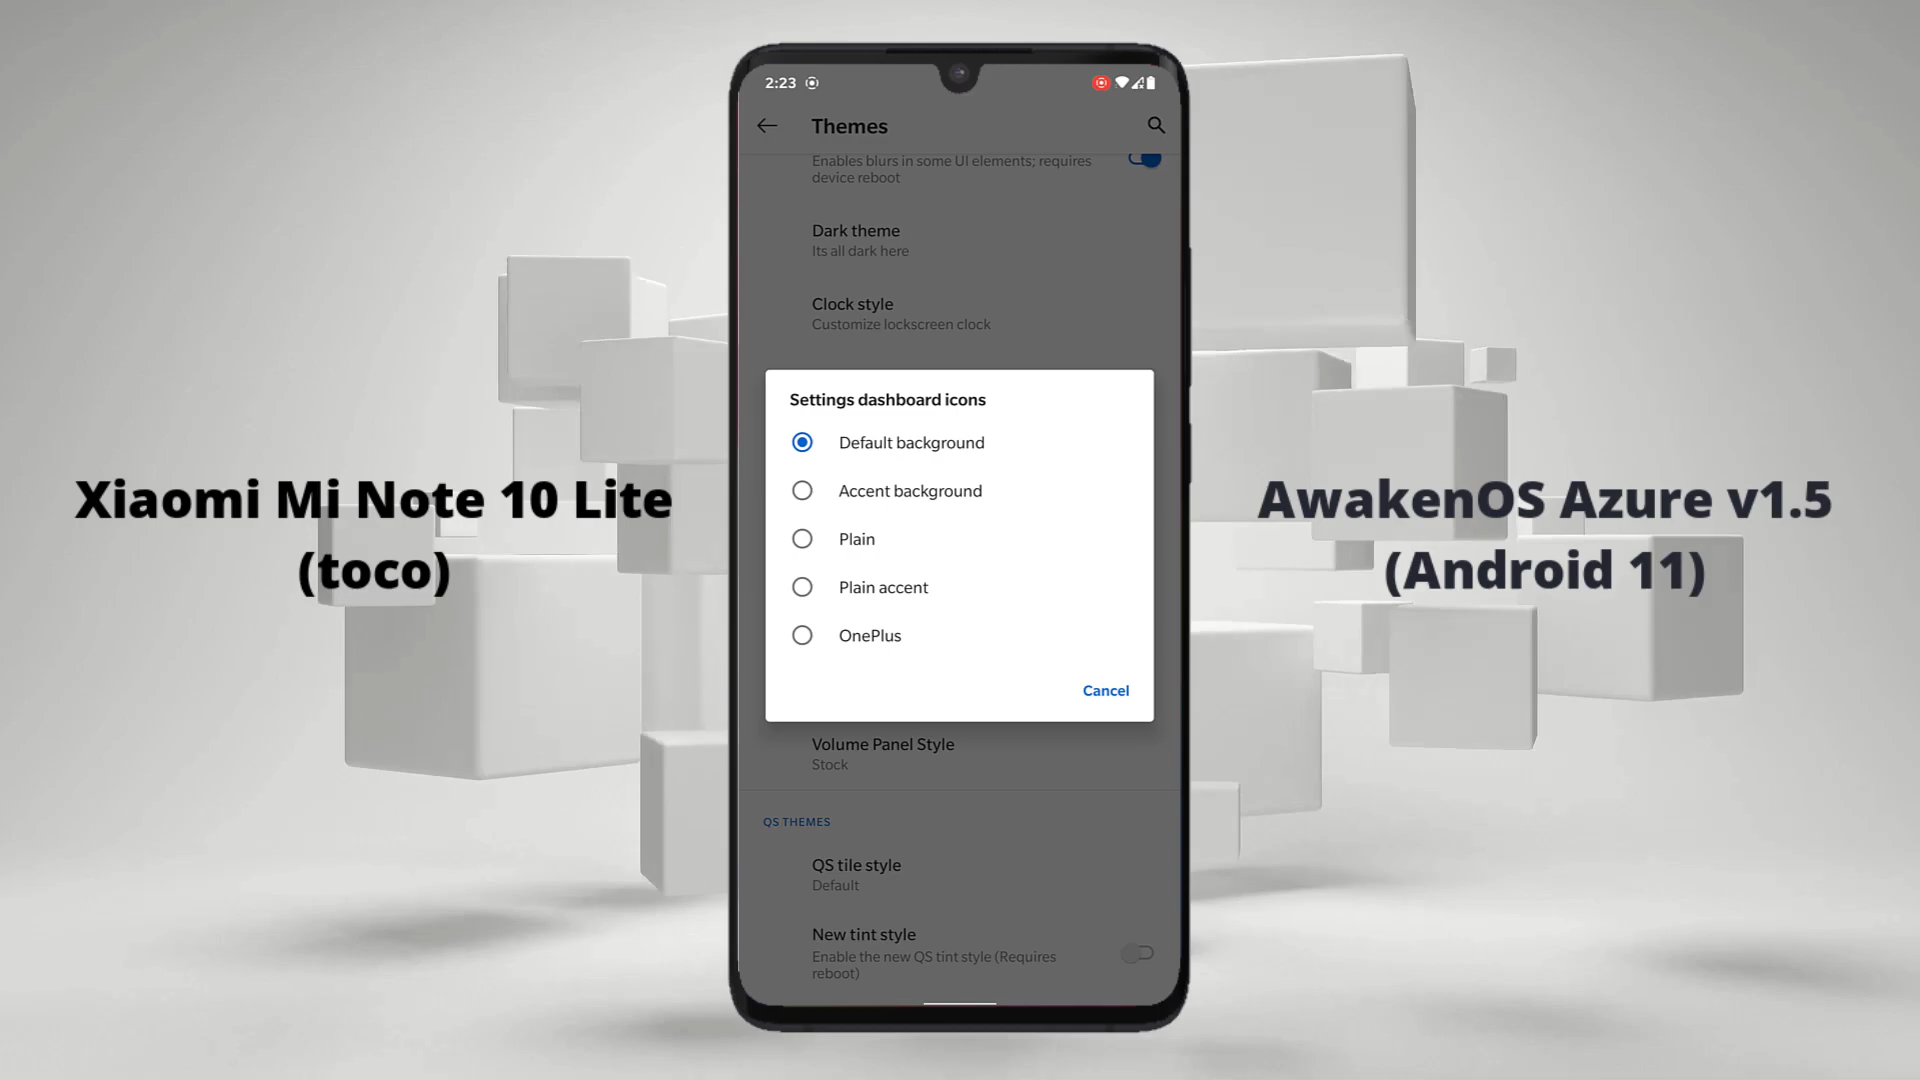 2:23
Themes
Enables blurs in some UI elements; requires
device reboot
Dark theme
Its all dark here
Clock style
Customize lockscreen clock
Settings dashboard icons
Default background
Accent background
Plain
Plain accent
OnePlus
Cancel
Volume Panel Style
Stock
QS THEMES
QS tile style
Default
New tint style
Enable the new QS tint style (Requires
reboot)
Xiaomi Mi Note 10 Lite
(toco)
AwakenOS Azure v1.5
(Android 11)